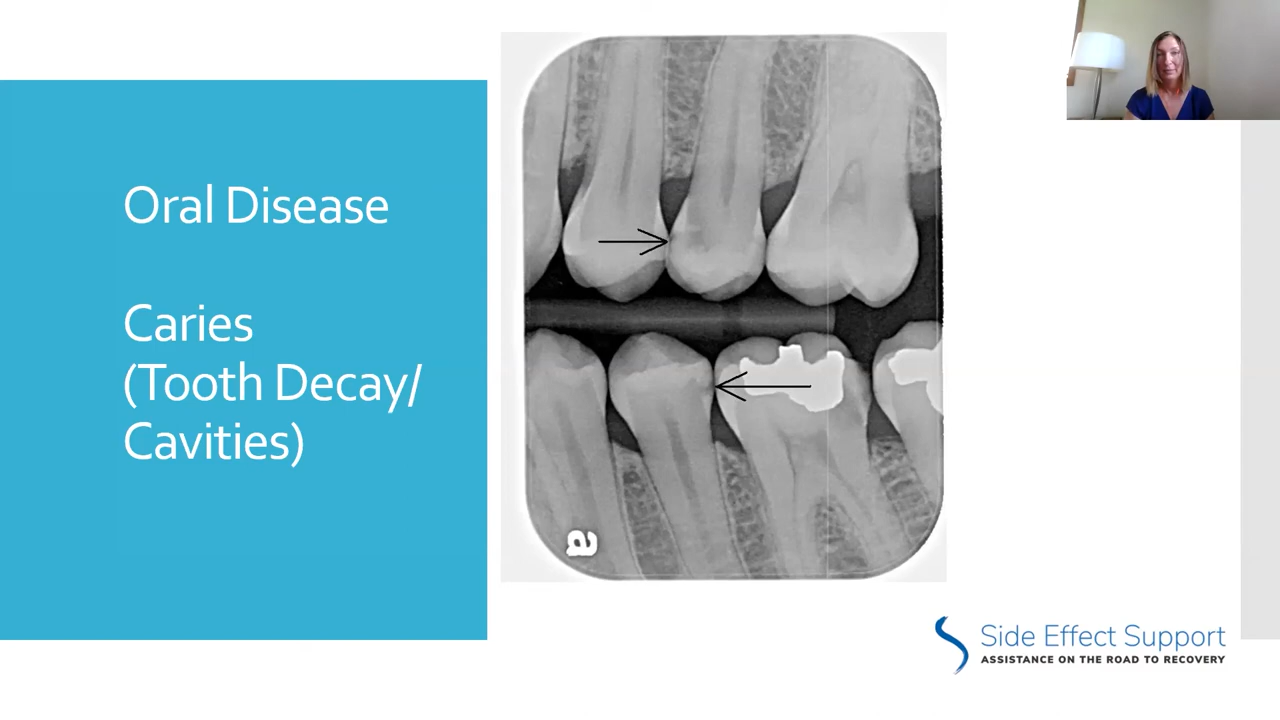 Oral Disease
Caries
(Tooth Decay/
Cavities)
a
Side Effect Support
ASSISTANCE ON THE ROAD TO RECOVERY